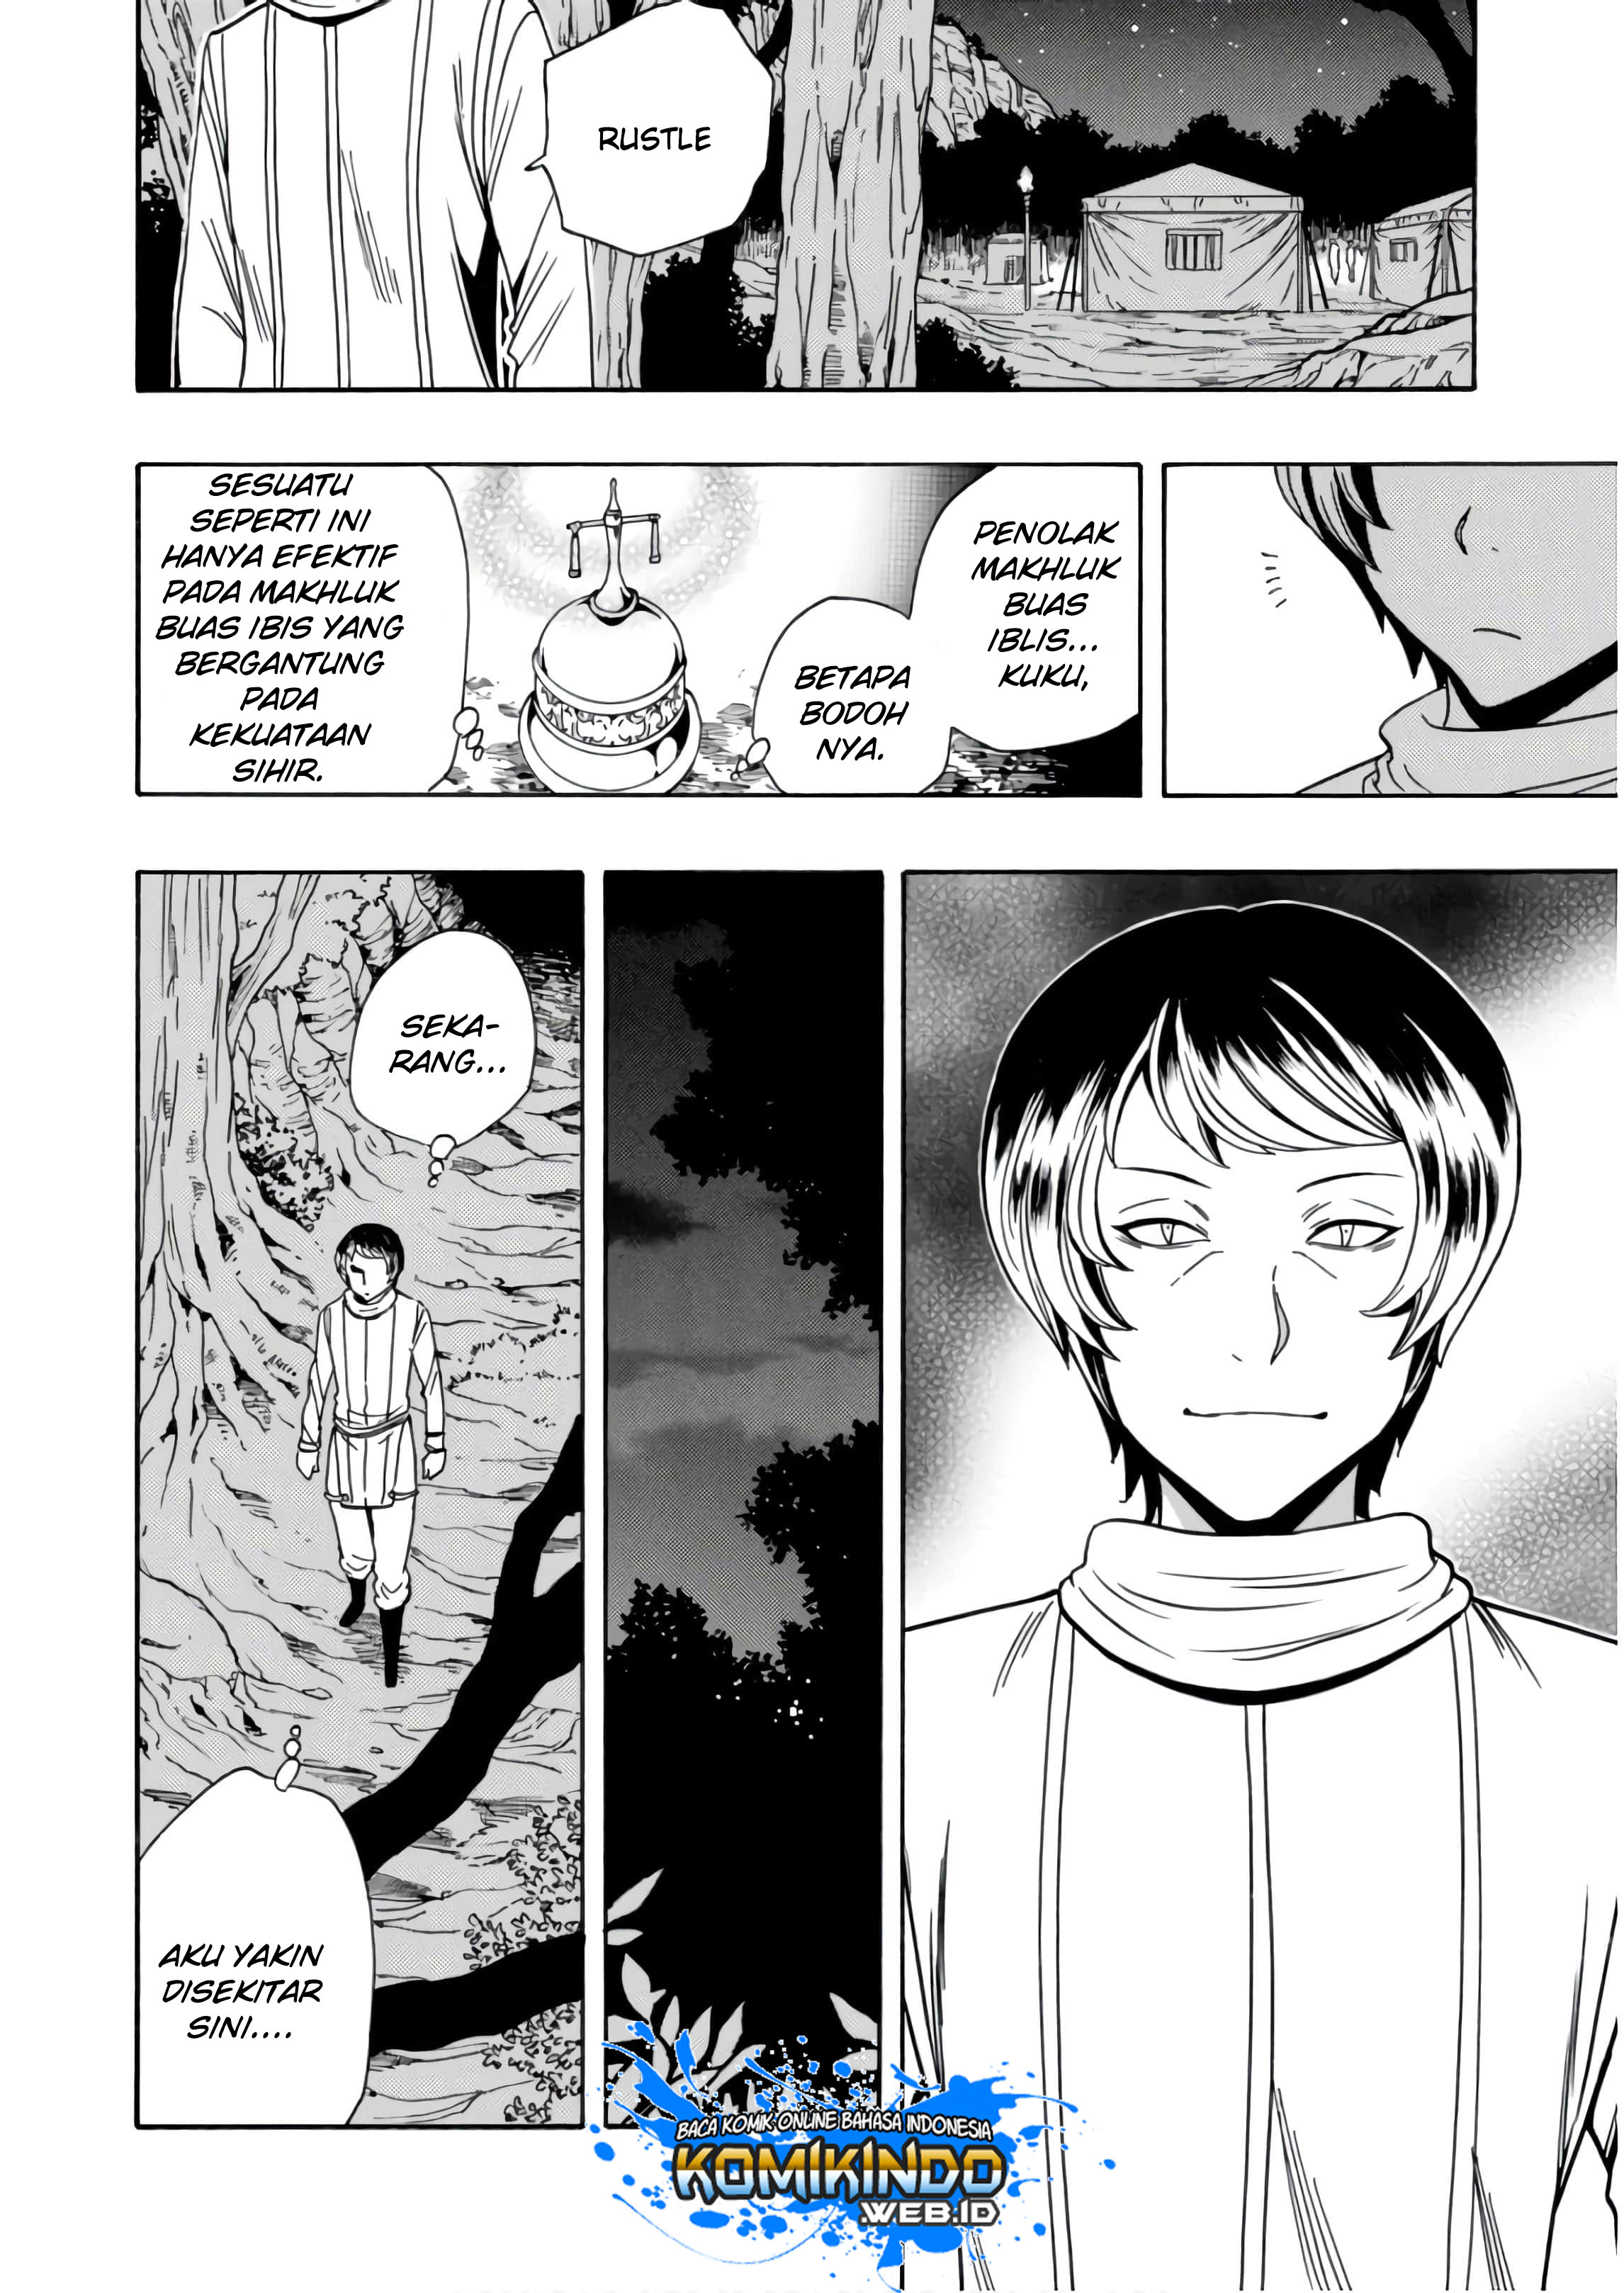 RUSTLE
PENOLAK
MAKHLUK
BUAS
IBLIS...
KUKU,
BETAPA
BODOH
NYA.
SESUATU
SEPERTI INI
HANYA EFEKTIF
PADA MAKHLUK
BUAS IBIS YANG
BERGANTUNG
PADA
KEKUATAAN
SIHIR.
SEKA-
RANG...
AKU YAKIN
DISEKITAR
SINI....
BACA KOMIK ONLINE BAHASA INDONESIA
KOMIKINDO
.WEB.ID